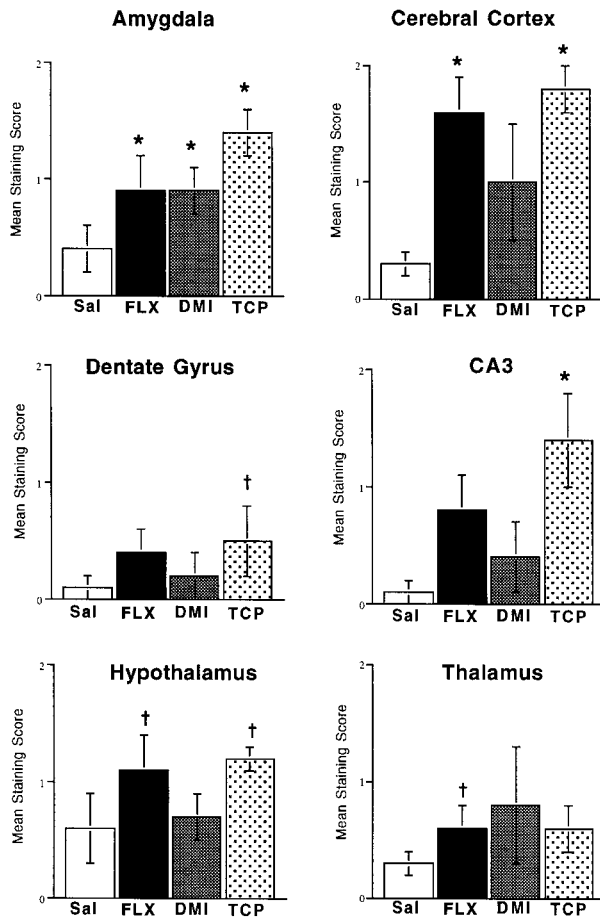 Amygdala
Mean Staining Score
2
1
0
*
*
*
Sal FLX DMI TCP
Cerebral Cortex
Mean Staining Score
2
1
0
*
*
Sal FLX DMI TCP
Dentate Gyrus
Mean Staining Score
2
1
0
†
Sal FLX DMI TCP
CA3
Mean Staining Score
2
1
0
*
Sal FLX DMI TCP
Hypothalamus
Mean Staining Score
2
1
0
†
†
Sal FLX DMI TCP
Thalamus
Mean Staining Score
2
1
0
†
Sal FLX DMI TCP